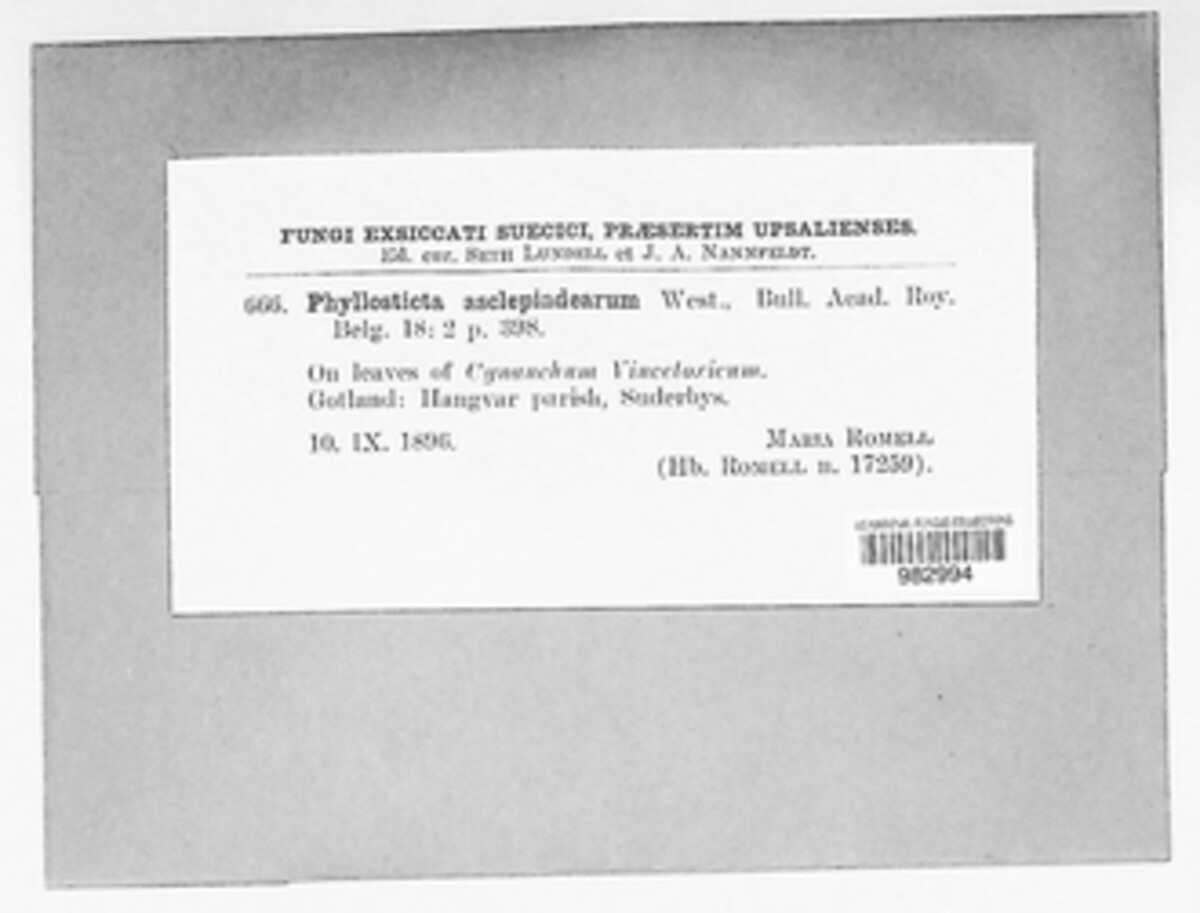 FUNGI EXSICCATI SUECICI, PRÆSERTIM UPSALIENSES.
Ed. cur. SETH LUNDELL et J. A. NANNFELDT.
666. Phyllosticta asclepiadearum West., Bull. Acad. Roy.
Belg. 18: 2 p. 398.
On leaves of Cynanchum Vincetoxicum.
Gotland: Hangvar parish, Suderbys.
10. IX. 1896.
MARIA ROMELL
(Hb. ROMELL n. 17259).
982994